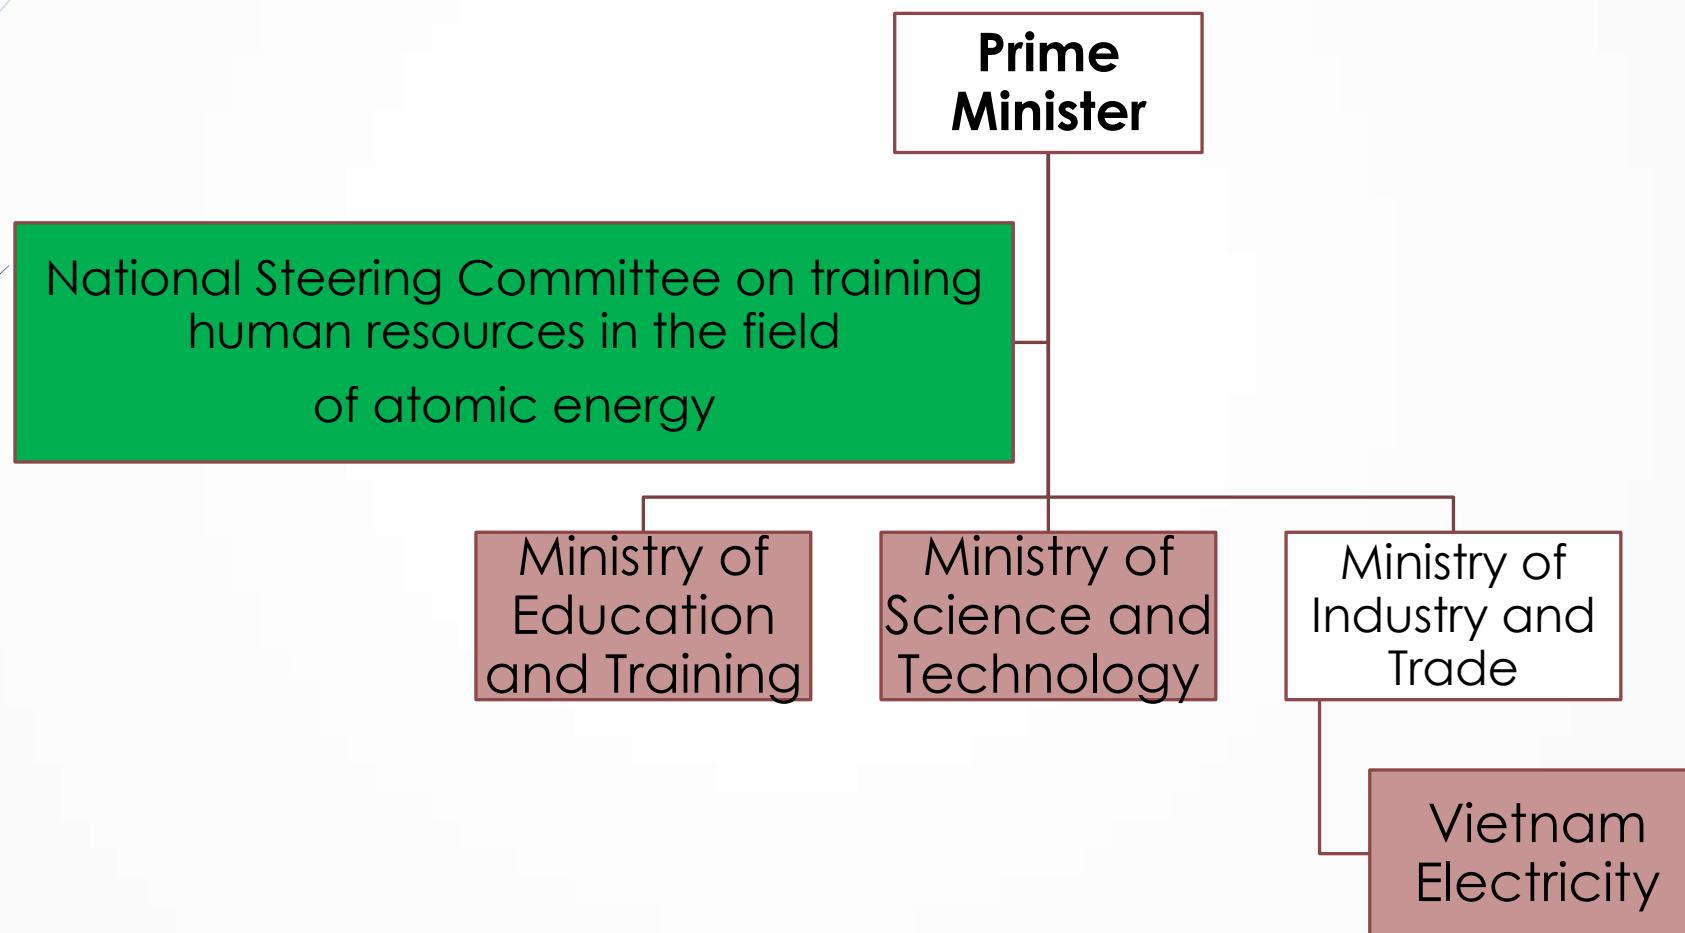 Prime
Minister
National Steering Committee on training
human resources in the field
of atomic energy
Ministry of
Education
and Training
Ministry of
Science and
Technology
Ministry of
Industry and
Trade
Vietnam
Electricity